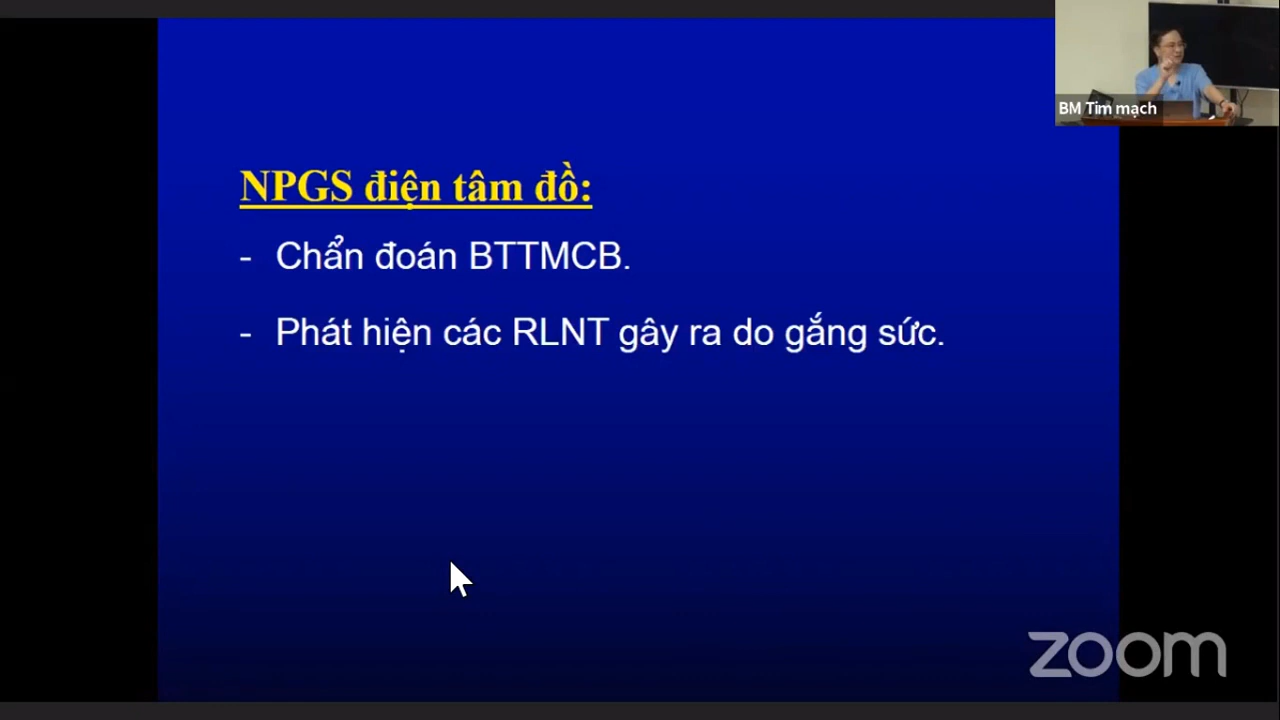 BM Tim mạch
NPGS điện tâm đồ:
- Chẩn đoán BTTMCB.
- Phát hiện các RLNT gây ra do gắng sức.
zoom